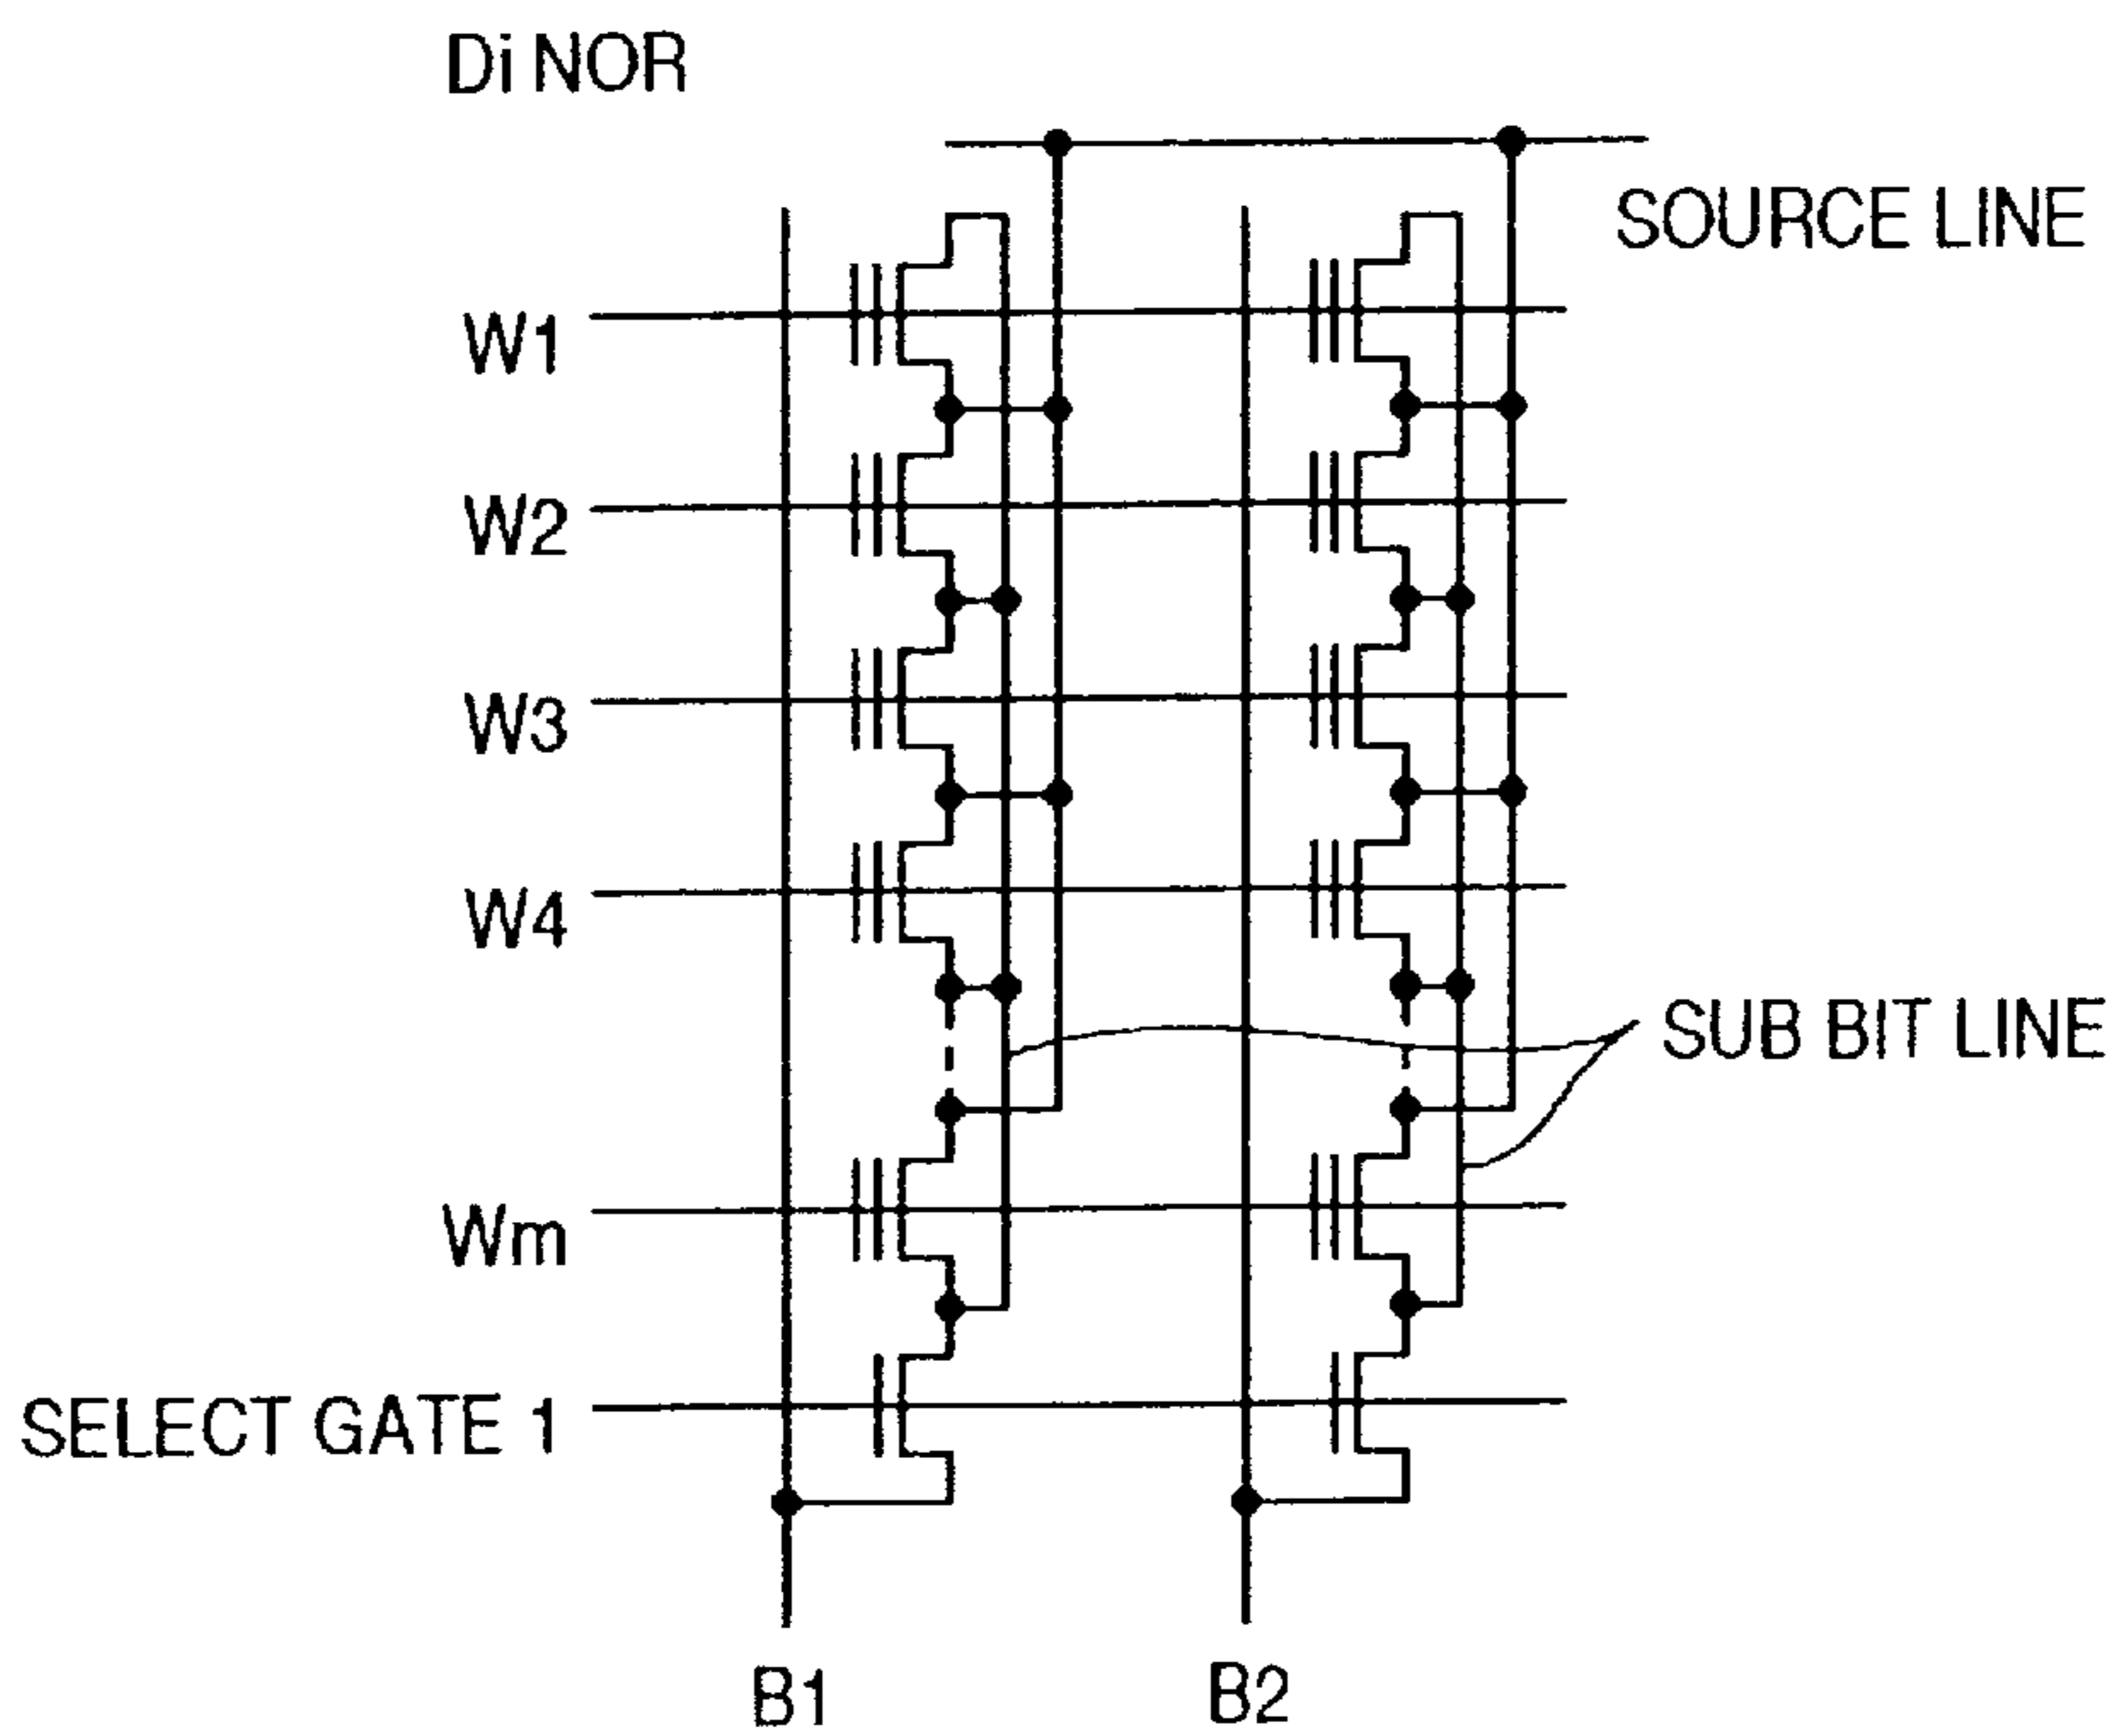 Di NOR
SOURCE LINE
W1
W2
W3
W4
SUB BIT LINE
Wm
SELECT GATE 1
B1
B2